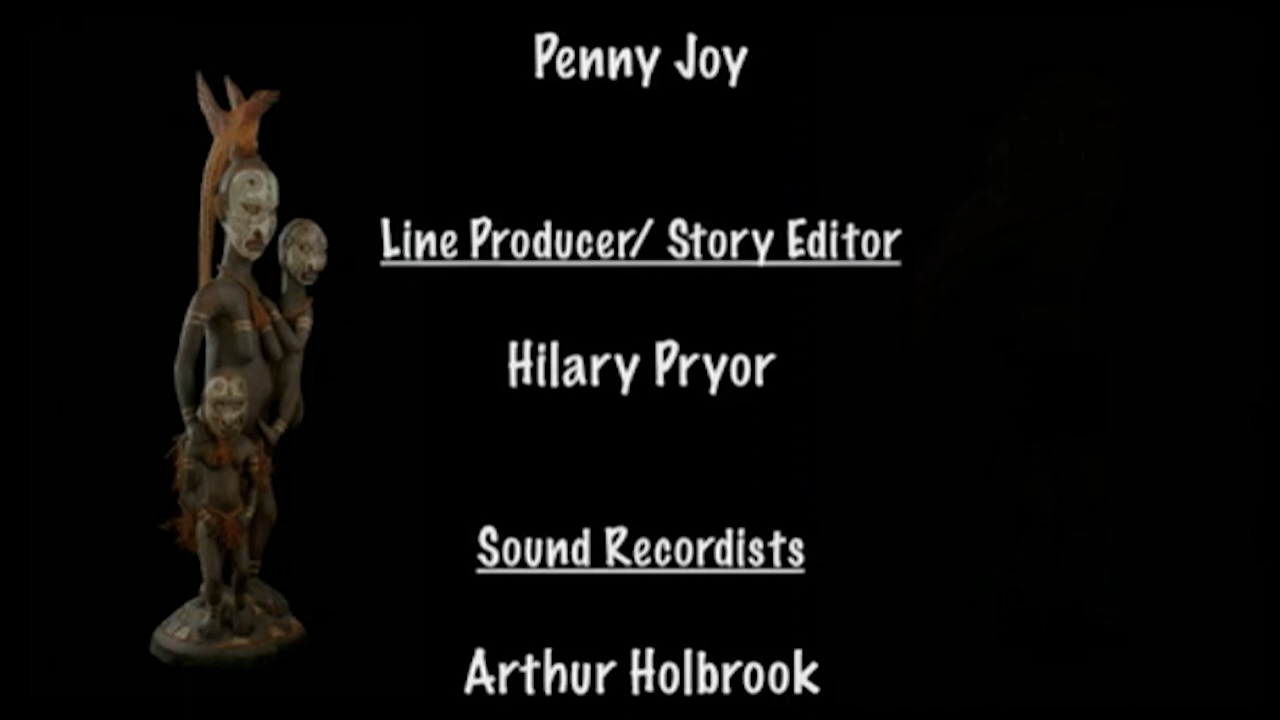 Penny Joy
Line Producer/ Story Editor
Hilary Pryor
Sound Recordists
Arthur Holbrook